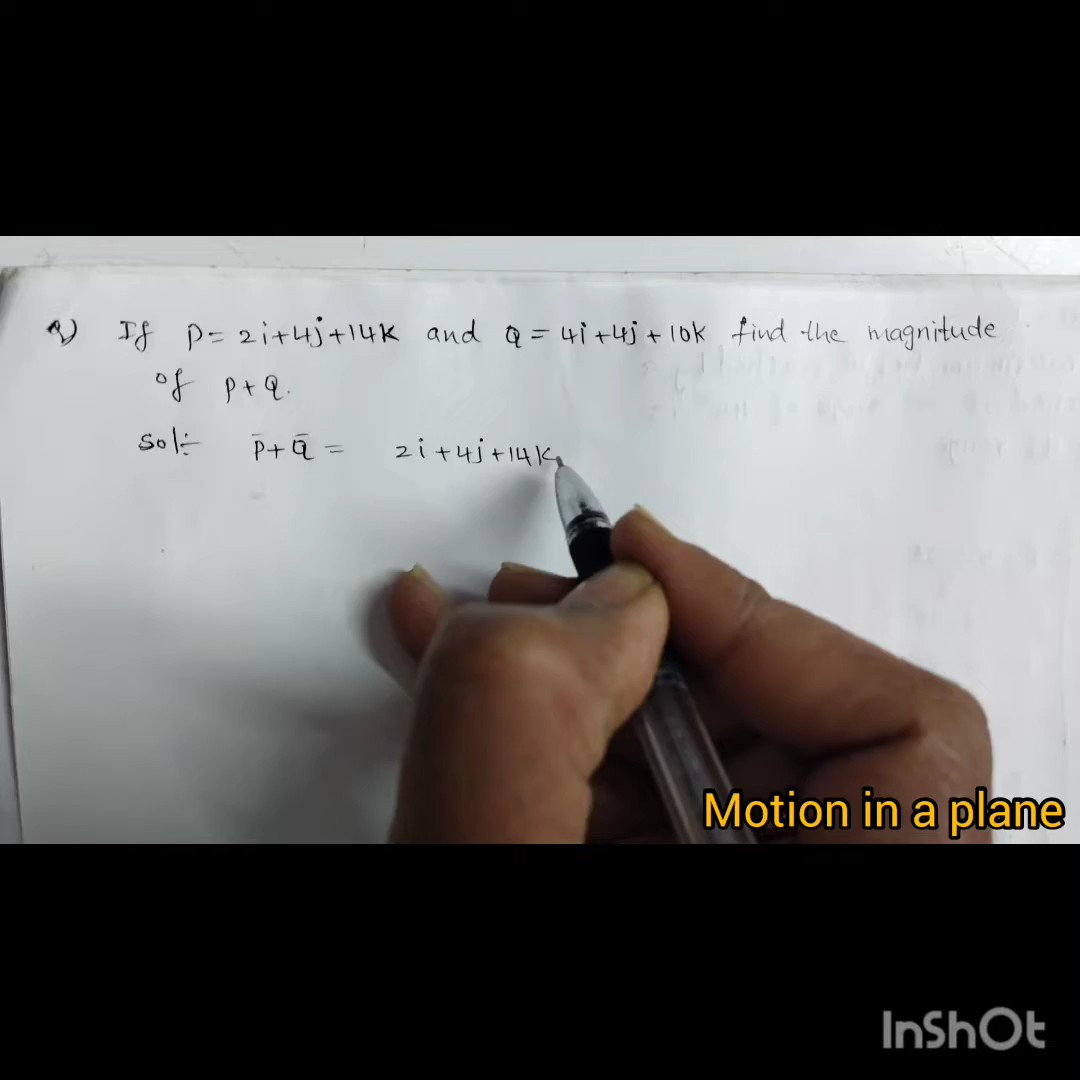 Q) If P = 2i+4j+14K and Q = 4i+4j+10K find the magnitude
of P+Q.
Sol:- P̄+Q̄ = 2i+4j+14K
Motion in a plane
InShOt